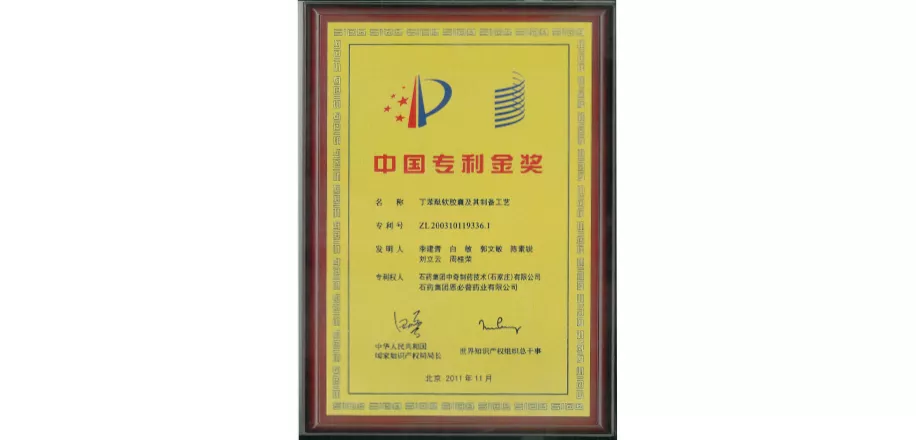 中国专利金奖
名 称 丁苯酞软胶囊及其制备工艺
专 利 号 ZL 200310119336.1
发 明 人 李建青 白 敏 郭文敏 陈素锐
刘立云 周桂荣
专利权人 石药集团中奇制药技术(石家庄)有限公司
石药集团恩必普药业有限公司
中华人民共和国
国家知识产权局局长
世界知识产权组织总干事
北京 2011年11月